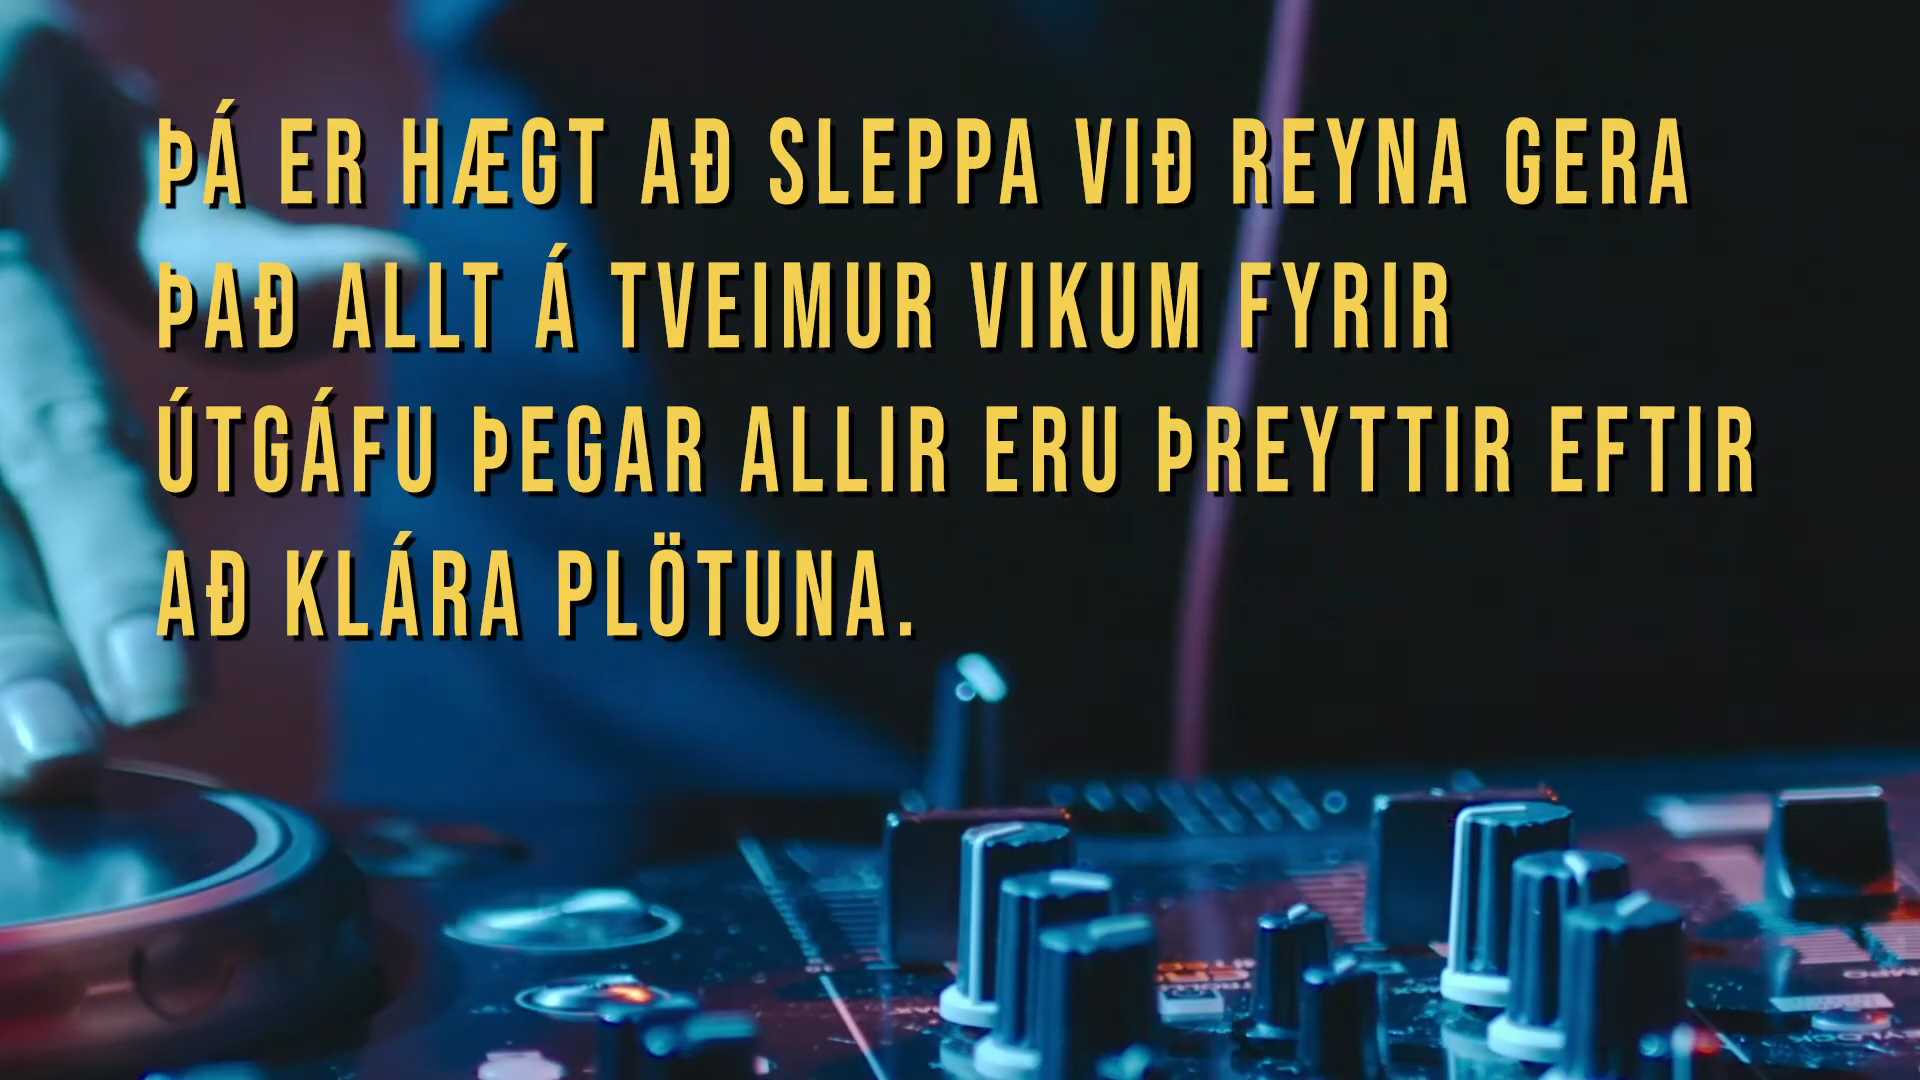 ÞÁ ER HÆGT AÐ SLEPPA VIÐ REYNA GERA
ÞAÐ ALLT Á TVEIMUR VIKUM FYRIR
ÚTGÁFU ÞEGAR ALLIR ERU ÞREYTTIR EFTIR
AÐ KLÁRA PLÖTUNA.